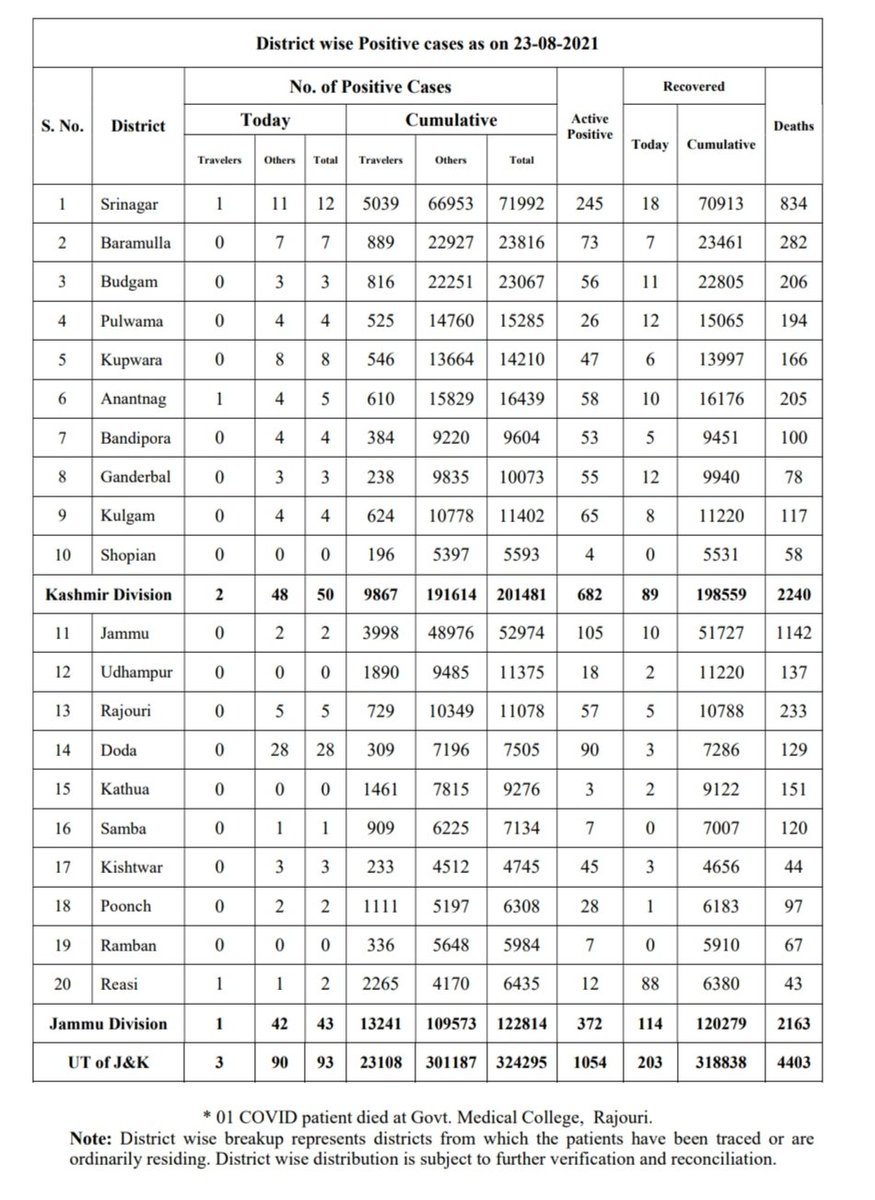 District wise Positive cases as on 23-08-2021
S. No. District No. of Positive Cases Active Positive Recovered Deaths
Today Cumulative Today Cumulative
Travelers Others Total Travelers Others Total
1 Srinagar 1 11 12 5039 66953 71992 245 18 70913 834
2 Baramulla 0 7 7 889 22927 23816 73 7 23461 282
3 Budgam 0 3 3 816 22251 23067 56 11 22805 206
4 Pulwama 0 4 4 525 14760 15285 26 12 15065 194
5 Kupwara 0 8 8 546 13664 14210 47 6 13997 166
6 Anantnag 1 4 5 610 15829 16439 58 10 16176 205
7 Bandipora 0 4 4 384 9220 9604 53 5 9451 100
8 Ganderbal 0 3 3 238 9835 10073 55 12 9940 78
9 Kulgam 0 4 4 624 10778 11402 65 8 11220 117
10 Shopian 0 0 0 196 5397 5593 4 0 5531 58
Kashmir Division 2 48 50 9867 191614 201481 682 89 198559 2240
11 Jammu 0 2 2 3998 48976 52974 105 10 51727 1142
12 Udhampur 0 0 0 1890 9485 11375 18 2 11220 137
13 Rajouri 0 5 5 729 10349 11078 57 5 10788 233
14 Doda 0 28 28 309 7196 7505 90 3 7286 129
15 Kathua 0 0 0 1461 7815 9276 3 2 9122 151
16 Samba 0 1 1 909 6225 7134 7 0 7007 120
17 Kishtwar 0 3 3 233 4512 4745 45 3 4656 44
18 Poonch 0 2 2 1111 5197 6308 28 1 6183 97
19 Ramban 0 0 0 336 5648 5984 7 0 5910 67
20 Reasi 1 1 2 2265 4170 6435 12 88 6380 43
Jammu Division 1 42 43 13241 109573 122814 372 114 120279 2163
UT of J&K 3 90 93 23108 301187 324295 1054 203 318838 4403
* 01 COVID patient died at Govt. Medical College, Rajouri.
Note: District wise breakup represents districts from which the patients have been traced or are
ordinarily residing. District wise distribution is subject to further verification and reconciliation.